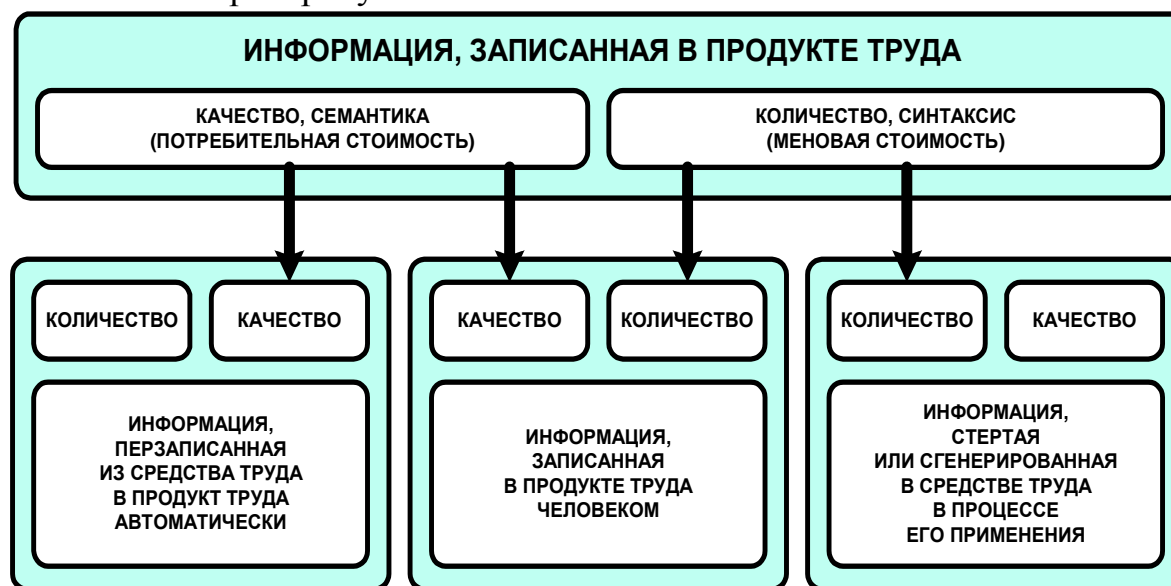 ИНФОРМАЦИЯ, ЗАПИСАННАЯ В ПРОДУКТЕ ТРУДА
КАЧЕСТВО, СЕМАНТИКА
(ПОТРЕБИТЕЛЬНАЯ СТОИМОСТЬ)
КОЛИЧЕСТВО, СИНТАКСИС
(МЕНОВАЯ СТОИМОСТЬ)
КОЛИЧЕСТВО
КАЧЕСТВО
ИНФОРМАЦИЯ,
ПЕРЗАПИСАННАЯ
ИЗ СРЕДСТВА ТРУДА
В ПРОДУКТ ТРУДА
АВТОМАТИЧЕСКИ
КАЧЕСТВО
КОЛИЧЕСТВО
ИНФОРМАЦИЯ,
ЗАПИСАННАЯ
В ПРОДУКТЕ ТРУДА
ЧЕЛОВЕКОМ
КОЛИЧЕСТВО
КАЧЕСТВО
ИНФОРМАЦИЯ,
СТЕРТАЯ
ИЛИ СГЕНЕРИРОВАННАЯ
В СРЕДСТВЕ ТРУДА
В ПРОЦЕССЕ
ЕГО ПРИМЕНЕНИЯ